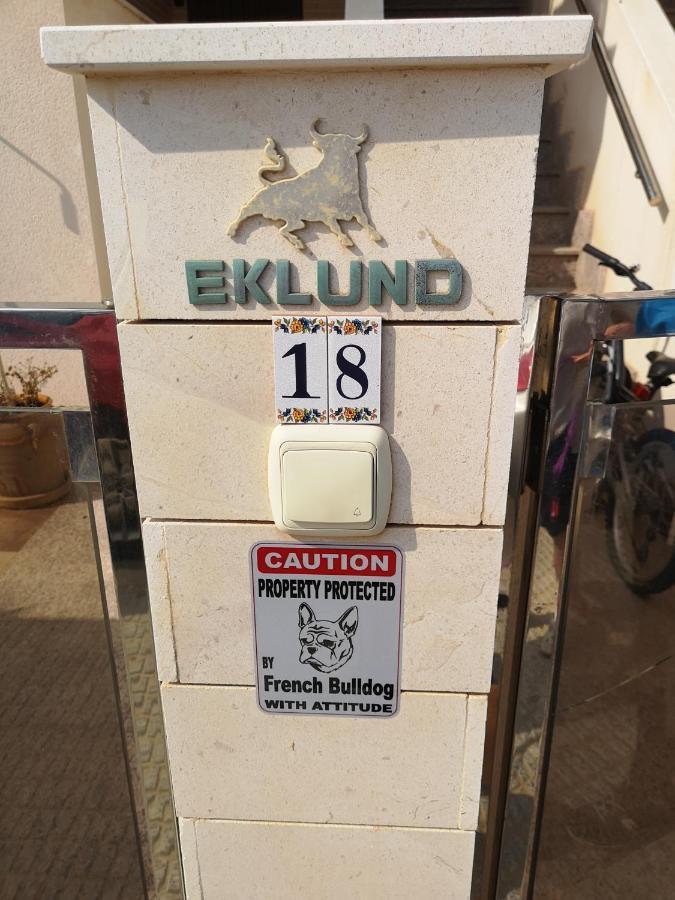 EKLUND
18
CAUTION
PROPERTY PROTECTED
BY
French Bulldog
WITH ATTITUDE